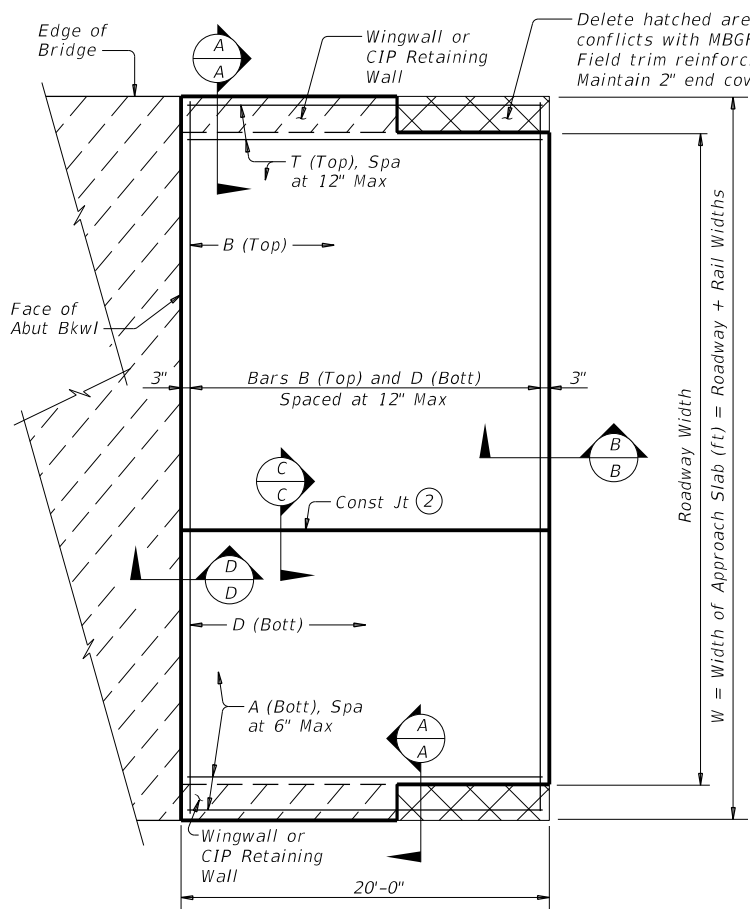 Edge of
Bridge
A
A
Wingwall or
CIP Retaining
Wall
Delete hatched are
conflicts with
Field trim
Maintain 2" end
T (Top), Spa
at 12" Max
B (Top)
Face of
Abut Bkwl
3"
Bars B (Top) and D (Bott)
Spaced at 12" Max
3"
B
B
C
C
Const Jt 2
D
D
D (Bott)
A (Bott), Spa
at 6" Max
A
A
Wingwall or
CIP Retaining
Wall
20'-0"
Roadway Width
W = Width of Approach Slab (ft) = Roadway + Rail Widths